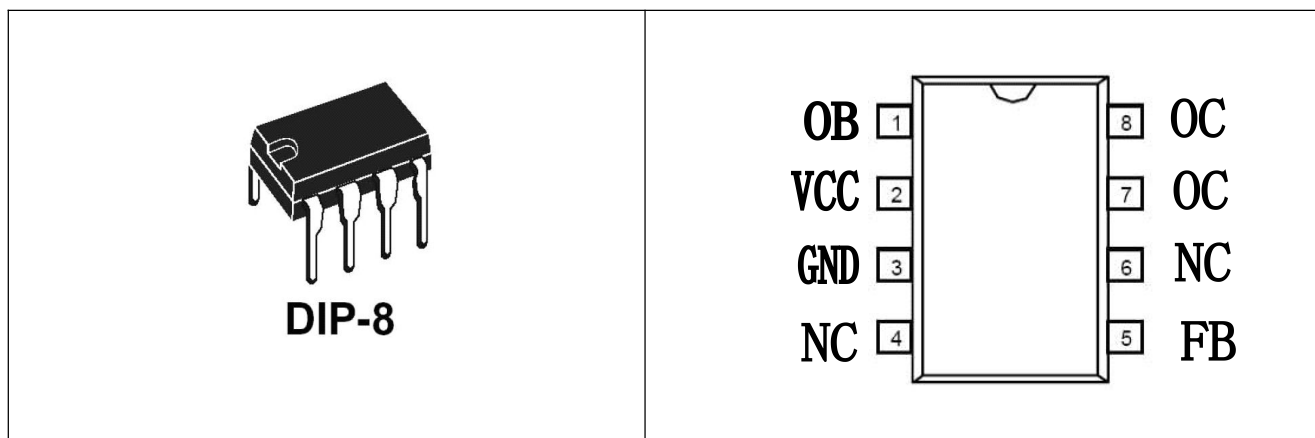 DIP-8
OB 1 8 OC
VCC 2 7 OC
GND 3 6 NC
NC 4 5 FB